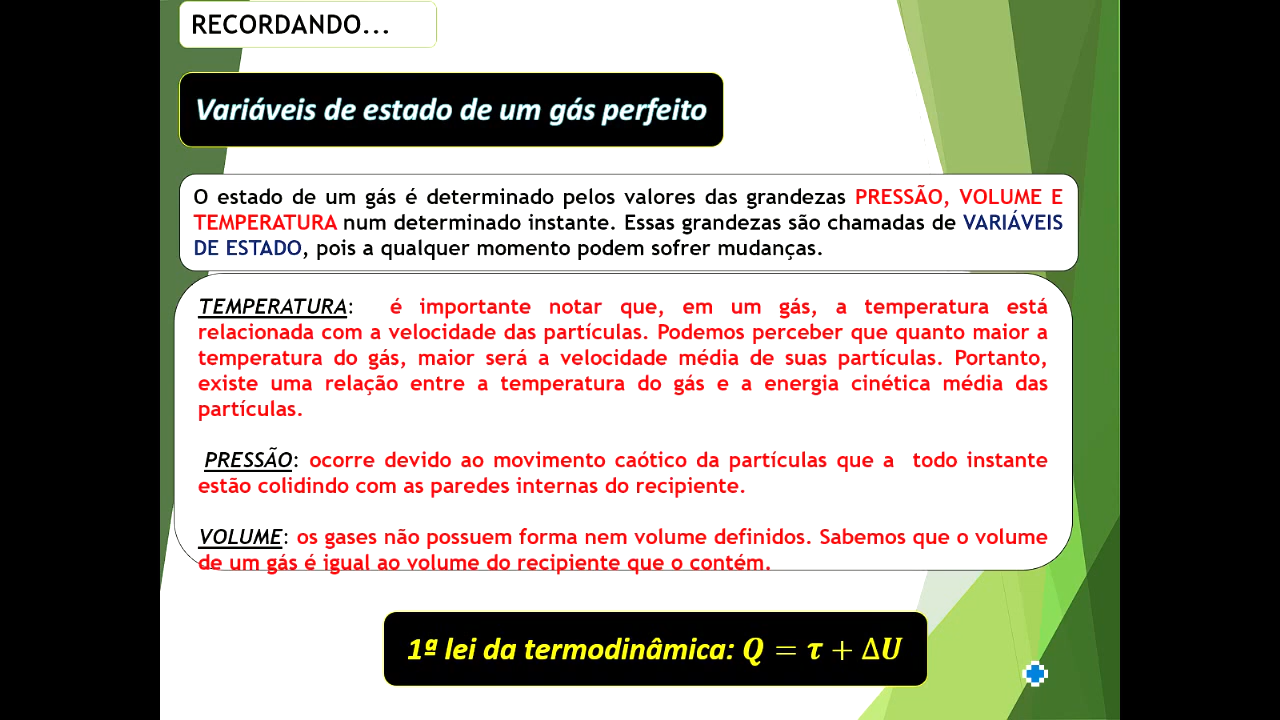 RECORDANDO...
Variáveis de estado de um gás perfeito
O estado de um gás é determinado pelos valores das grandezas PRESSÃO, VOLUME E
TEMPERATURA num determinado instante. Essas grandezas são chamadas de VARIÁVEIS
DE ESTADO, pois a qualquer momento podem sofrer mudanças.
TEMPERATURA: é importante notar que, em um gás, a temperatura está
relacionada com a velocidade das partículas. Podemos perceber que quanto maior a
temperatura do gás, maior será a velocidade média de suas partículas. Portanto,
existe uma relação entre a temperatura do gás e a energia cinética média das
partículas.
PRESSÃO: ocorre devido ao movimento caótico da partículas que a todo instante
estão colidindo com as paredes internas do recipiente.
VOLUME: os gases não possuem forma nem volume definidos. Sabemos que o volume
de um gás é igual ao volume do recipiente que o contém.
1ª lei da termodinâmica: Q = τ + ΔU